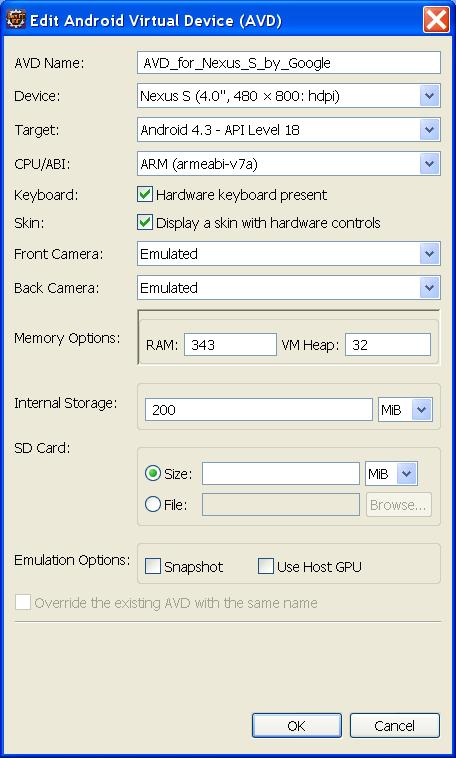 Edit Android Virtual Device (AVD)
AVD Name: AVD_for_Nexus_S_by_Google
Device: Nexus S (4.0", 480 × 800: hdpi)
Target: Android 4.3 - API Level 18
CPU/ABI: ARM (armeabi-v7a)
Keyboard: Hardware keyboard present
Skin: Display a skin with hardware controls
Front Camera: Emulated
Back Camera: Emulated
Memory Options: RAM: 343 VM Heap: 32
Internal Storage: 200 MiB
SD Card:
Size: MiB
File: Browse...
Emulation Options: Snapshot Use Host GPU
Override the existing AVD with the same name
OK Cancel